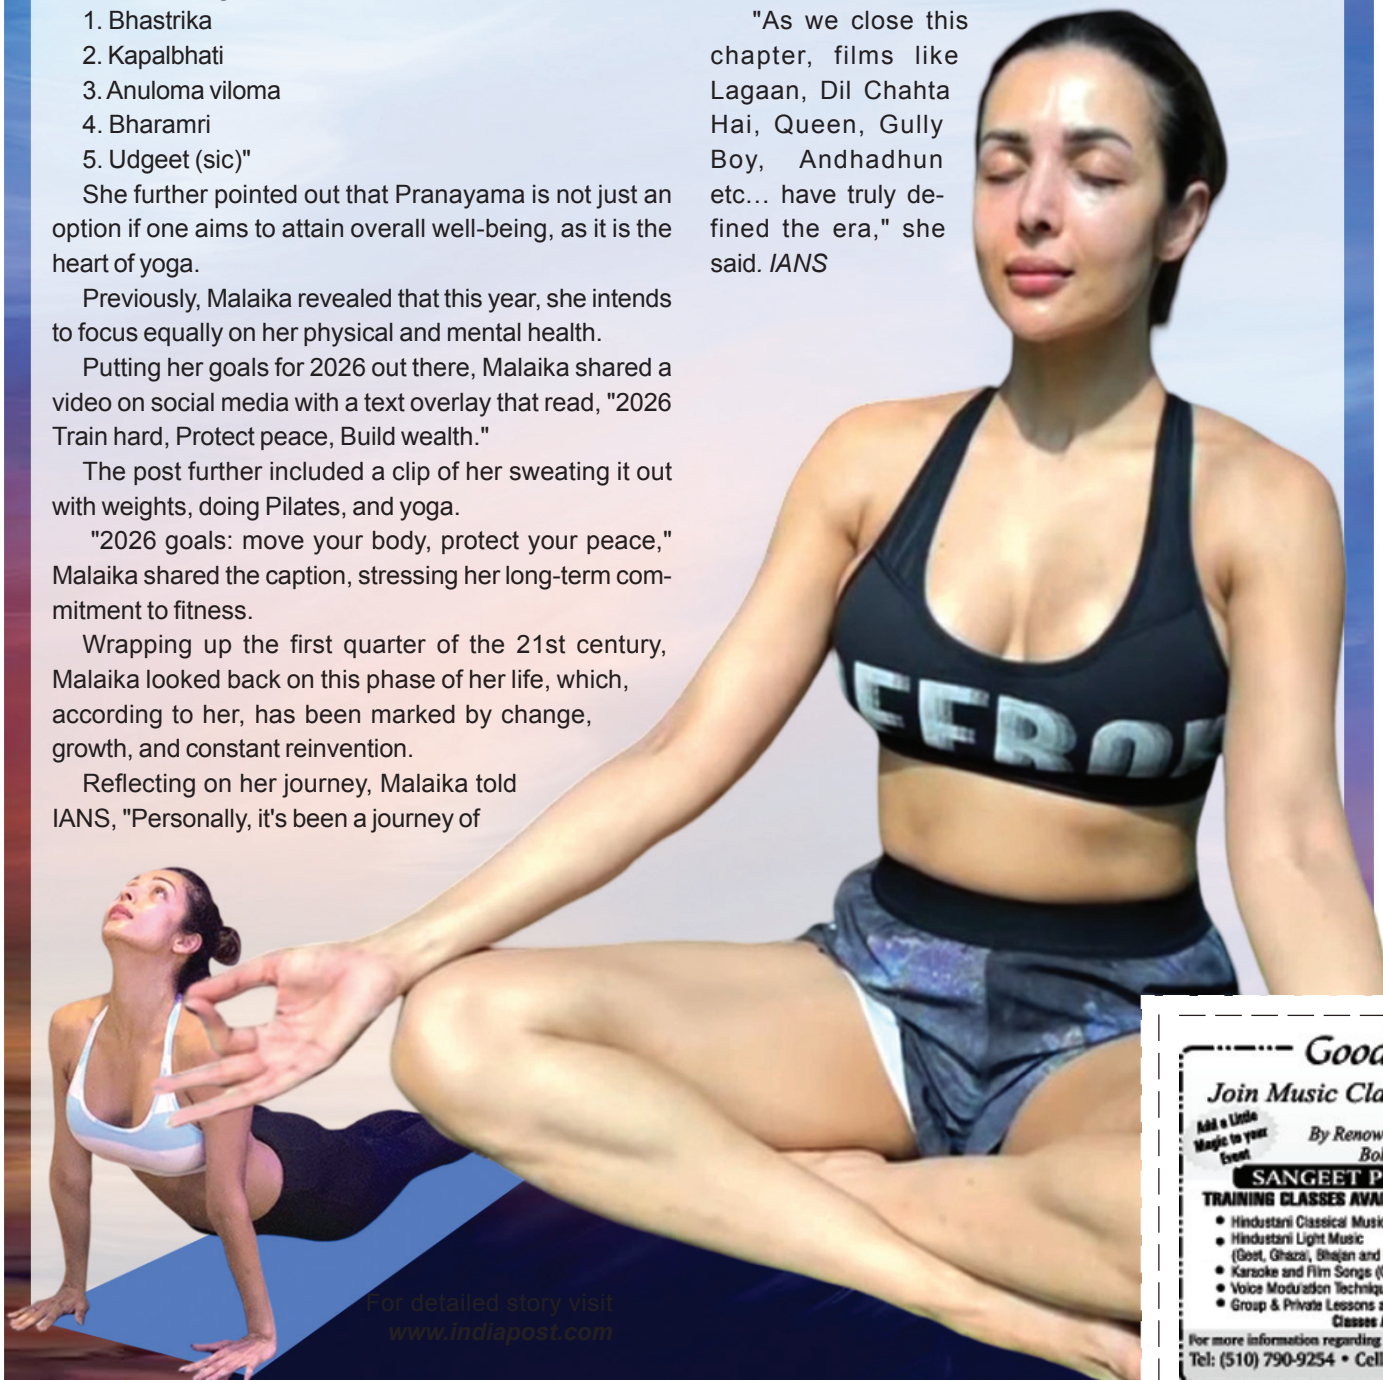 1. Bhastrika
2. Kapalbhati
3. Anuloma viloma
4. Bharamri
5. Udgeet (sic)"
She further pointed out that Pranayama is not just an
option if one aims to attain overall well-being, as it is the
heart of yoga.
Previously, Malaika revealed that this year, she intends
to focus equally on her physical and mental health.
Putting her goals for 2026 out there, Malaika shared a
video on social media with a text overlay that read, "2026
Train hard, Protect peace, Build wealth."
The post further included a clip of her sweating it out
with weights, doing Pilates, and yoga.
"2026 goals: move your body, protect your peace,"
Malaika shared the caption, stressing her long-term com-
mitment to fitness.
Wrapping up the first quarter of the 21st century,
Malaika looked back on this phase of her life, which,
according to her, has been marked by change,
growth, and constant reinvention.
Reflecting on her journey, Malaika told
IANS, "Personally, it's been a journey of
"As we close this
chapter, films like
Lagaan, Dil Chahta
Hai, Queen, Gully
Boy, Andhadhun
etc... have truly de-
fined the era," she
said. IANS
For detailed story visit
www.indiapost.com
Good
Join Music Cla
Add a Little
Magic to your
Event
By Renow
Bol
SANGEET P
TRAINING CLASSES AVAI
• Hindustani Classical Music
• Hindustani Light Music
(Geet, Ghazal, Bhajan and
• Karaoke and Film Songs (
• Voice Modulation Techniqu
• Group & Private Lessons a
Classes
For more information regarding
Tel: (510) 790-9254 • Cell